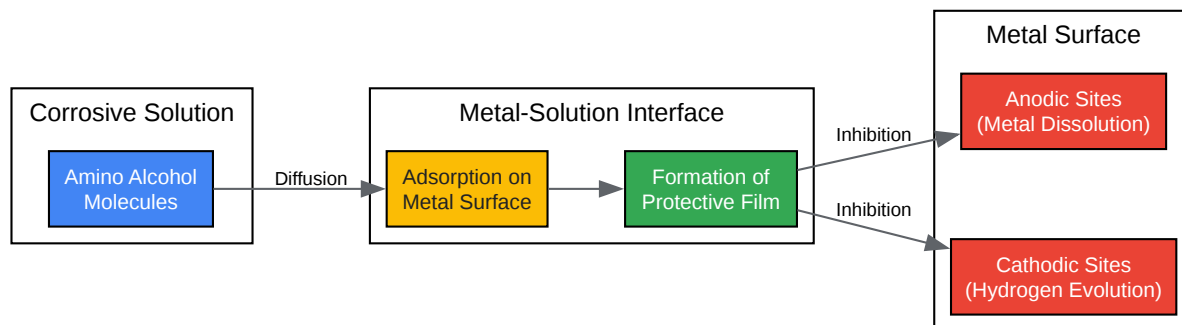 Corrosive Solution
Amino Alcohol
Molecules
Diffusion
Metal-Solution Interface
Adsorption on
Metal Surface
Formation of
Protective Film
Inhibition
Inhibition
Metal Surface
Anodic Sites
(Metal Dissolution)
Cathodic Sites
(Hydrogen Evolution)